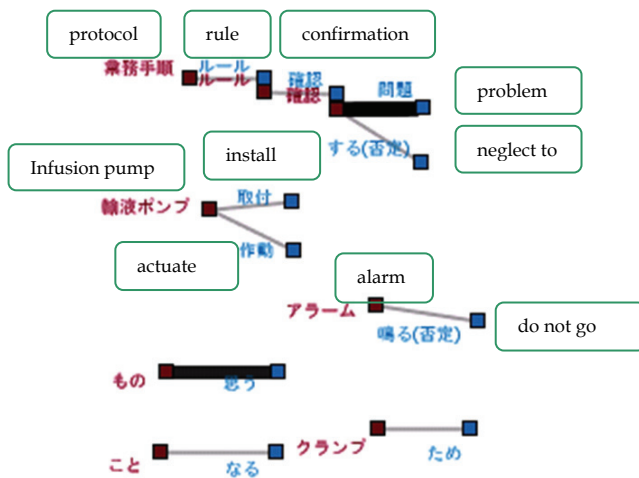 protocol
rule
confirmation
業務手順
ルール
ルール
確認
確認
問題
problem
する(否定)
neglect to
Infusion pump
install
輸液ポンプ
取付
作動
actuate
alarm
アラーム
鳴る(否定)
do not go
もの
思う
こと
なる
クランプ
ため